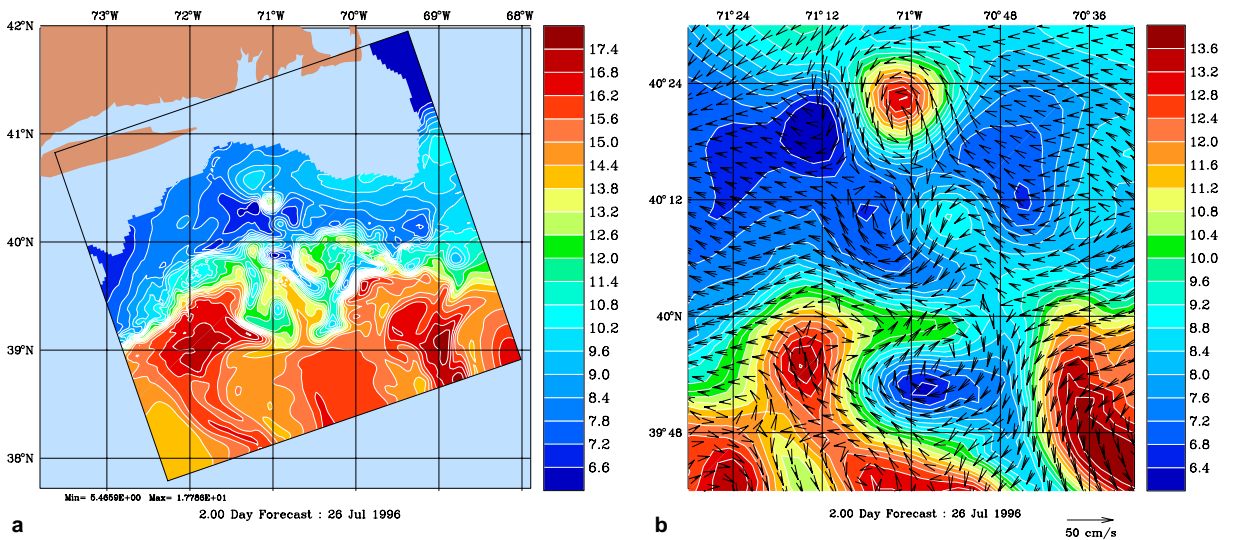 73°W 72°W 71°W 70°W 69°W 68°W
42°N
41°N
40°N
39°N
38°N
17.4
16.8
16.2
15.6
15.0
14.4
13.8
13.2
12.6
12.0
11.4
10.8
10.2
9.6
9.0
8.4
7.8
7.2
6.6
Min= 5.4659E+00 Max= 1.7786E+01
2.00 Day Forecast : 26 Jul 1996
a
71°24 71°12 71°W 70°48 70°36
40°24
40°12
40°N
39°48
13.6
13.2
12.8
12.4
12.0
11.6
11.2
10.8
10.4
10.0
9.6
9.2
8.8
8.4
8.0
7.6
7.2
6.8
6.4
2.00 Day Forecast : 26 Jul 1996
50 cm/s
b